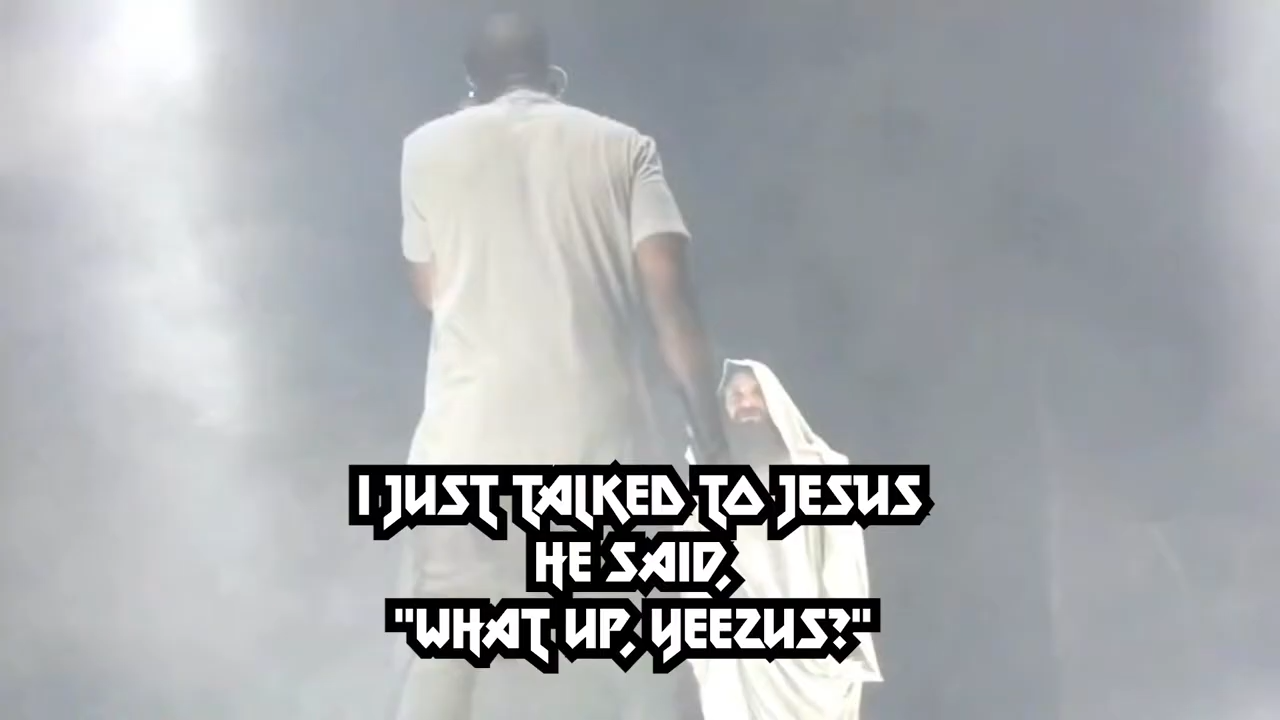 I JUST TALKED TO JESUS
HE SAID,
"WHAT UP, YEEZUS?"